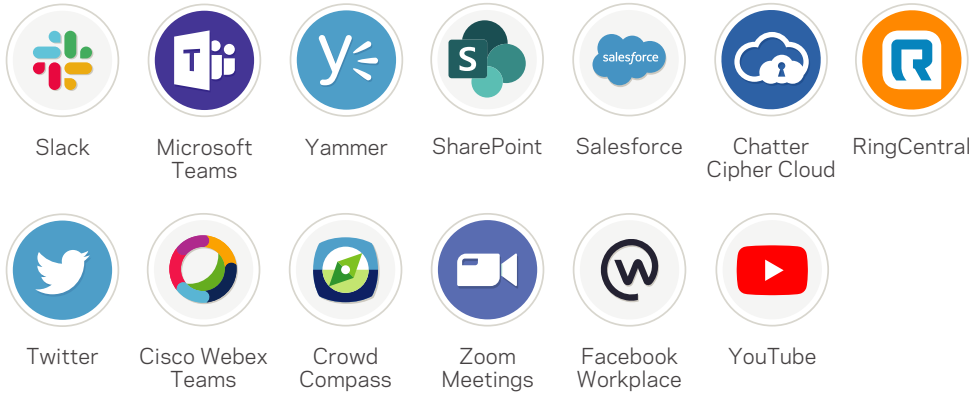 salesforce
Slack
Microsoft
Teams
Yammer
SharePoint
Salesforce
Chatter
Cipher Cloud
RingCentral
Twitter
Cisco Webex
Teams
Crowd
Compass
Zoom
Meetings
Facebook
Workplace
YouTube